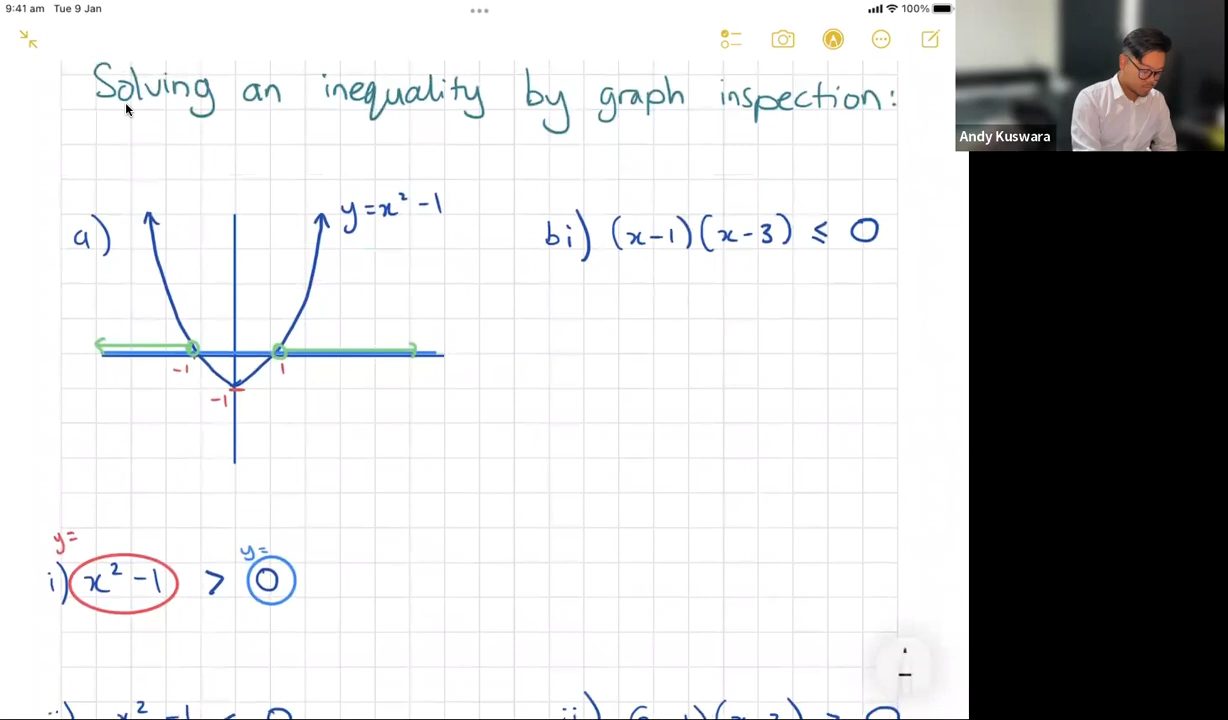 9:41 am Tue 9 Jan
100%
Andy Kuswara
Solving an inequality by graph inspection:
a)
y=x²-1
-1
1
-1
y=
y=
i) x²-1 > 0
bi) (x-1)(x-3) ≤ 0